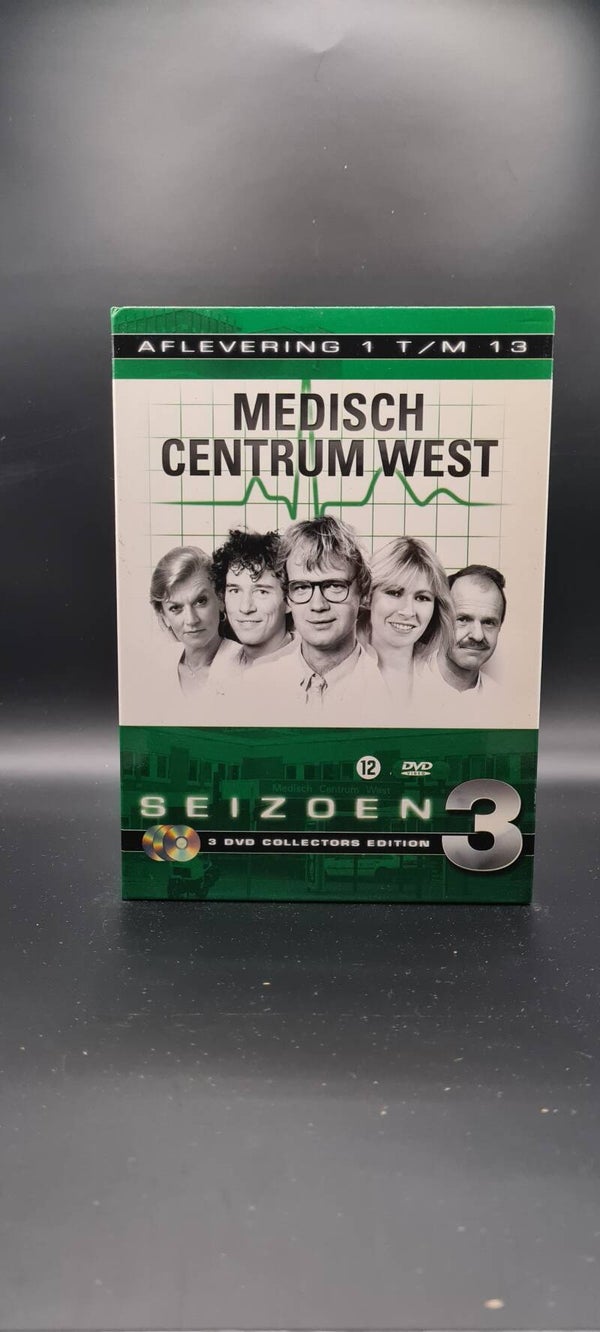 AFLEVERING 1 T/M 13
MEDISCH
CENTRUM WEST
12 DVD
VIDEO
Medisch Centrum West
SEIZOEN 3
3 DVD COLLECTORS EDITION